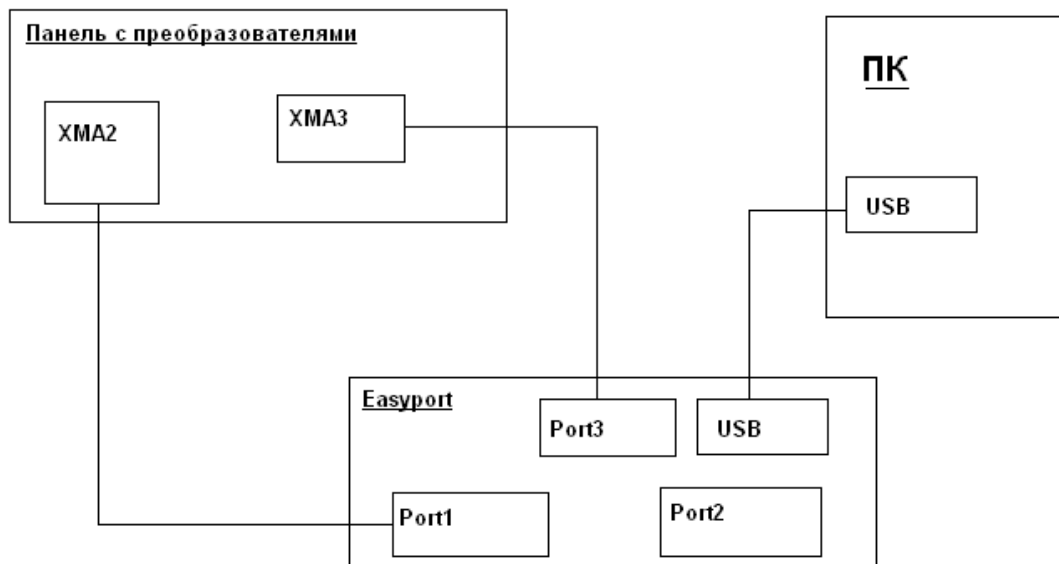 Панель с преобразователями
ПК
XMA2
XMA3
USB
Easyport
Port3
USB
Port1
Port2